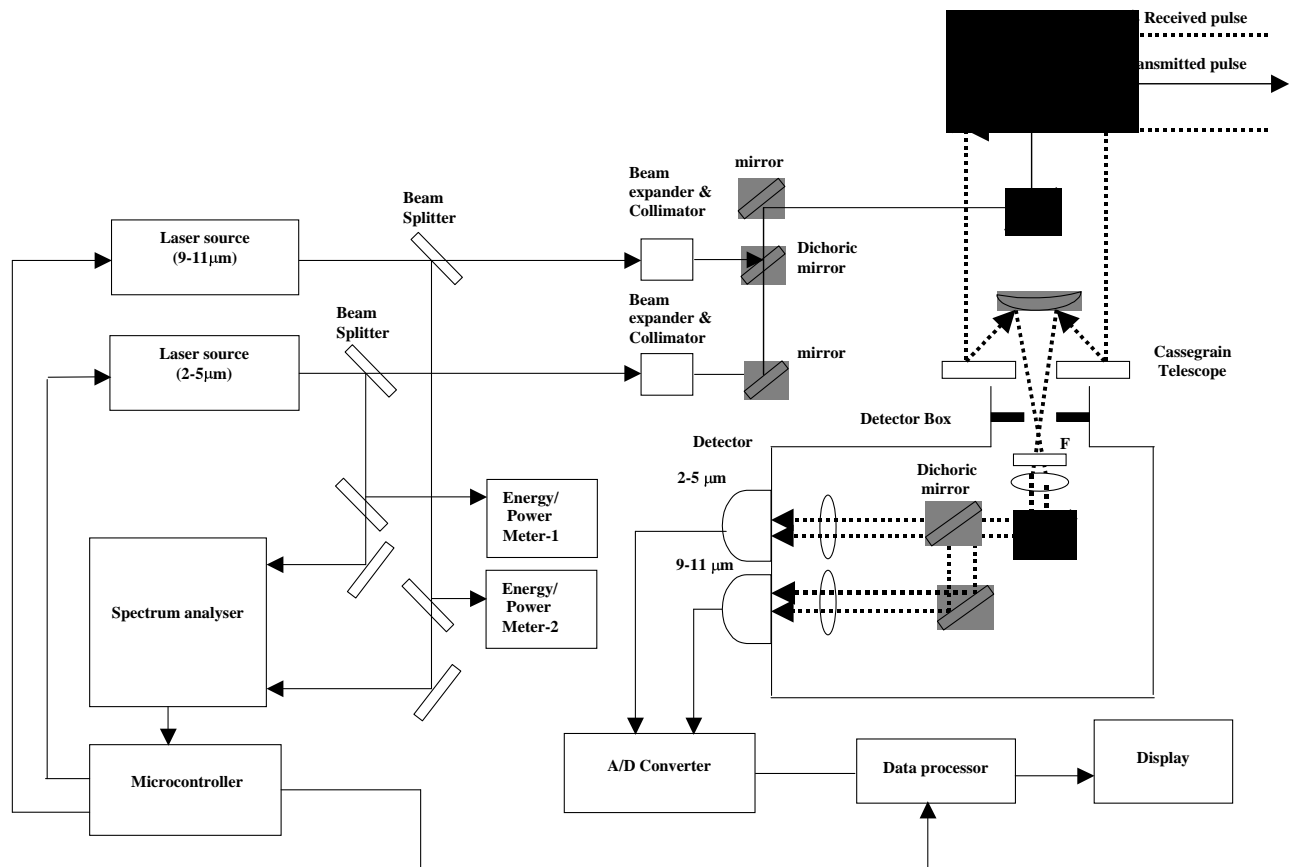 Received pulse
ansmitted pulse
mirror
Beam
expander &
Collimator
Beam
Splitter
Laser source
(9-11μm)
Dichoric
mirror
Beam
expander &
Collimator
Beam
Splitter
Laser source
(2-5μm)
mirror
Cassegrain
Telescope
Detector Box
Detector
F
2-5 μm
Dichoric
mirror
Energy/
Power
Meter-1
9-11 μm
Energy/
Power
Meter-2
Spectrum analyser
Microcontroller
A/D Converter
Data processor
Display